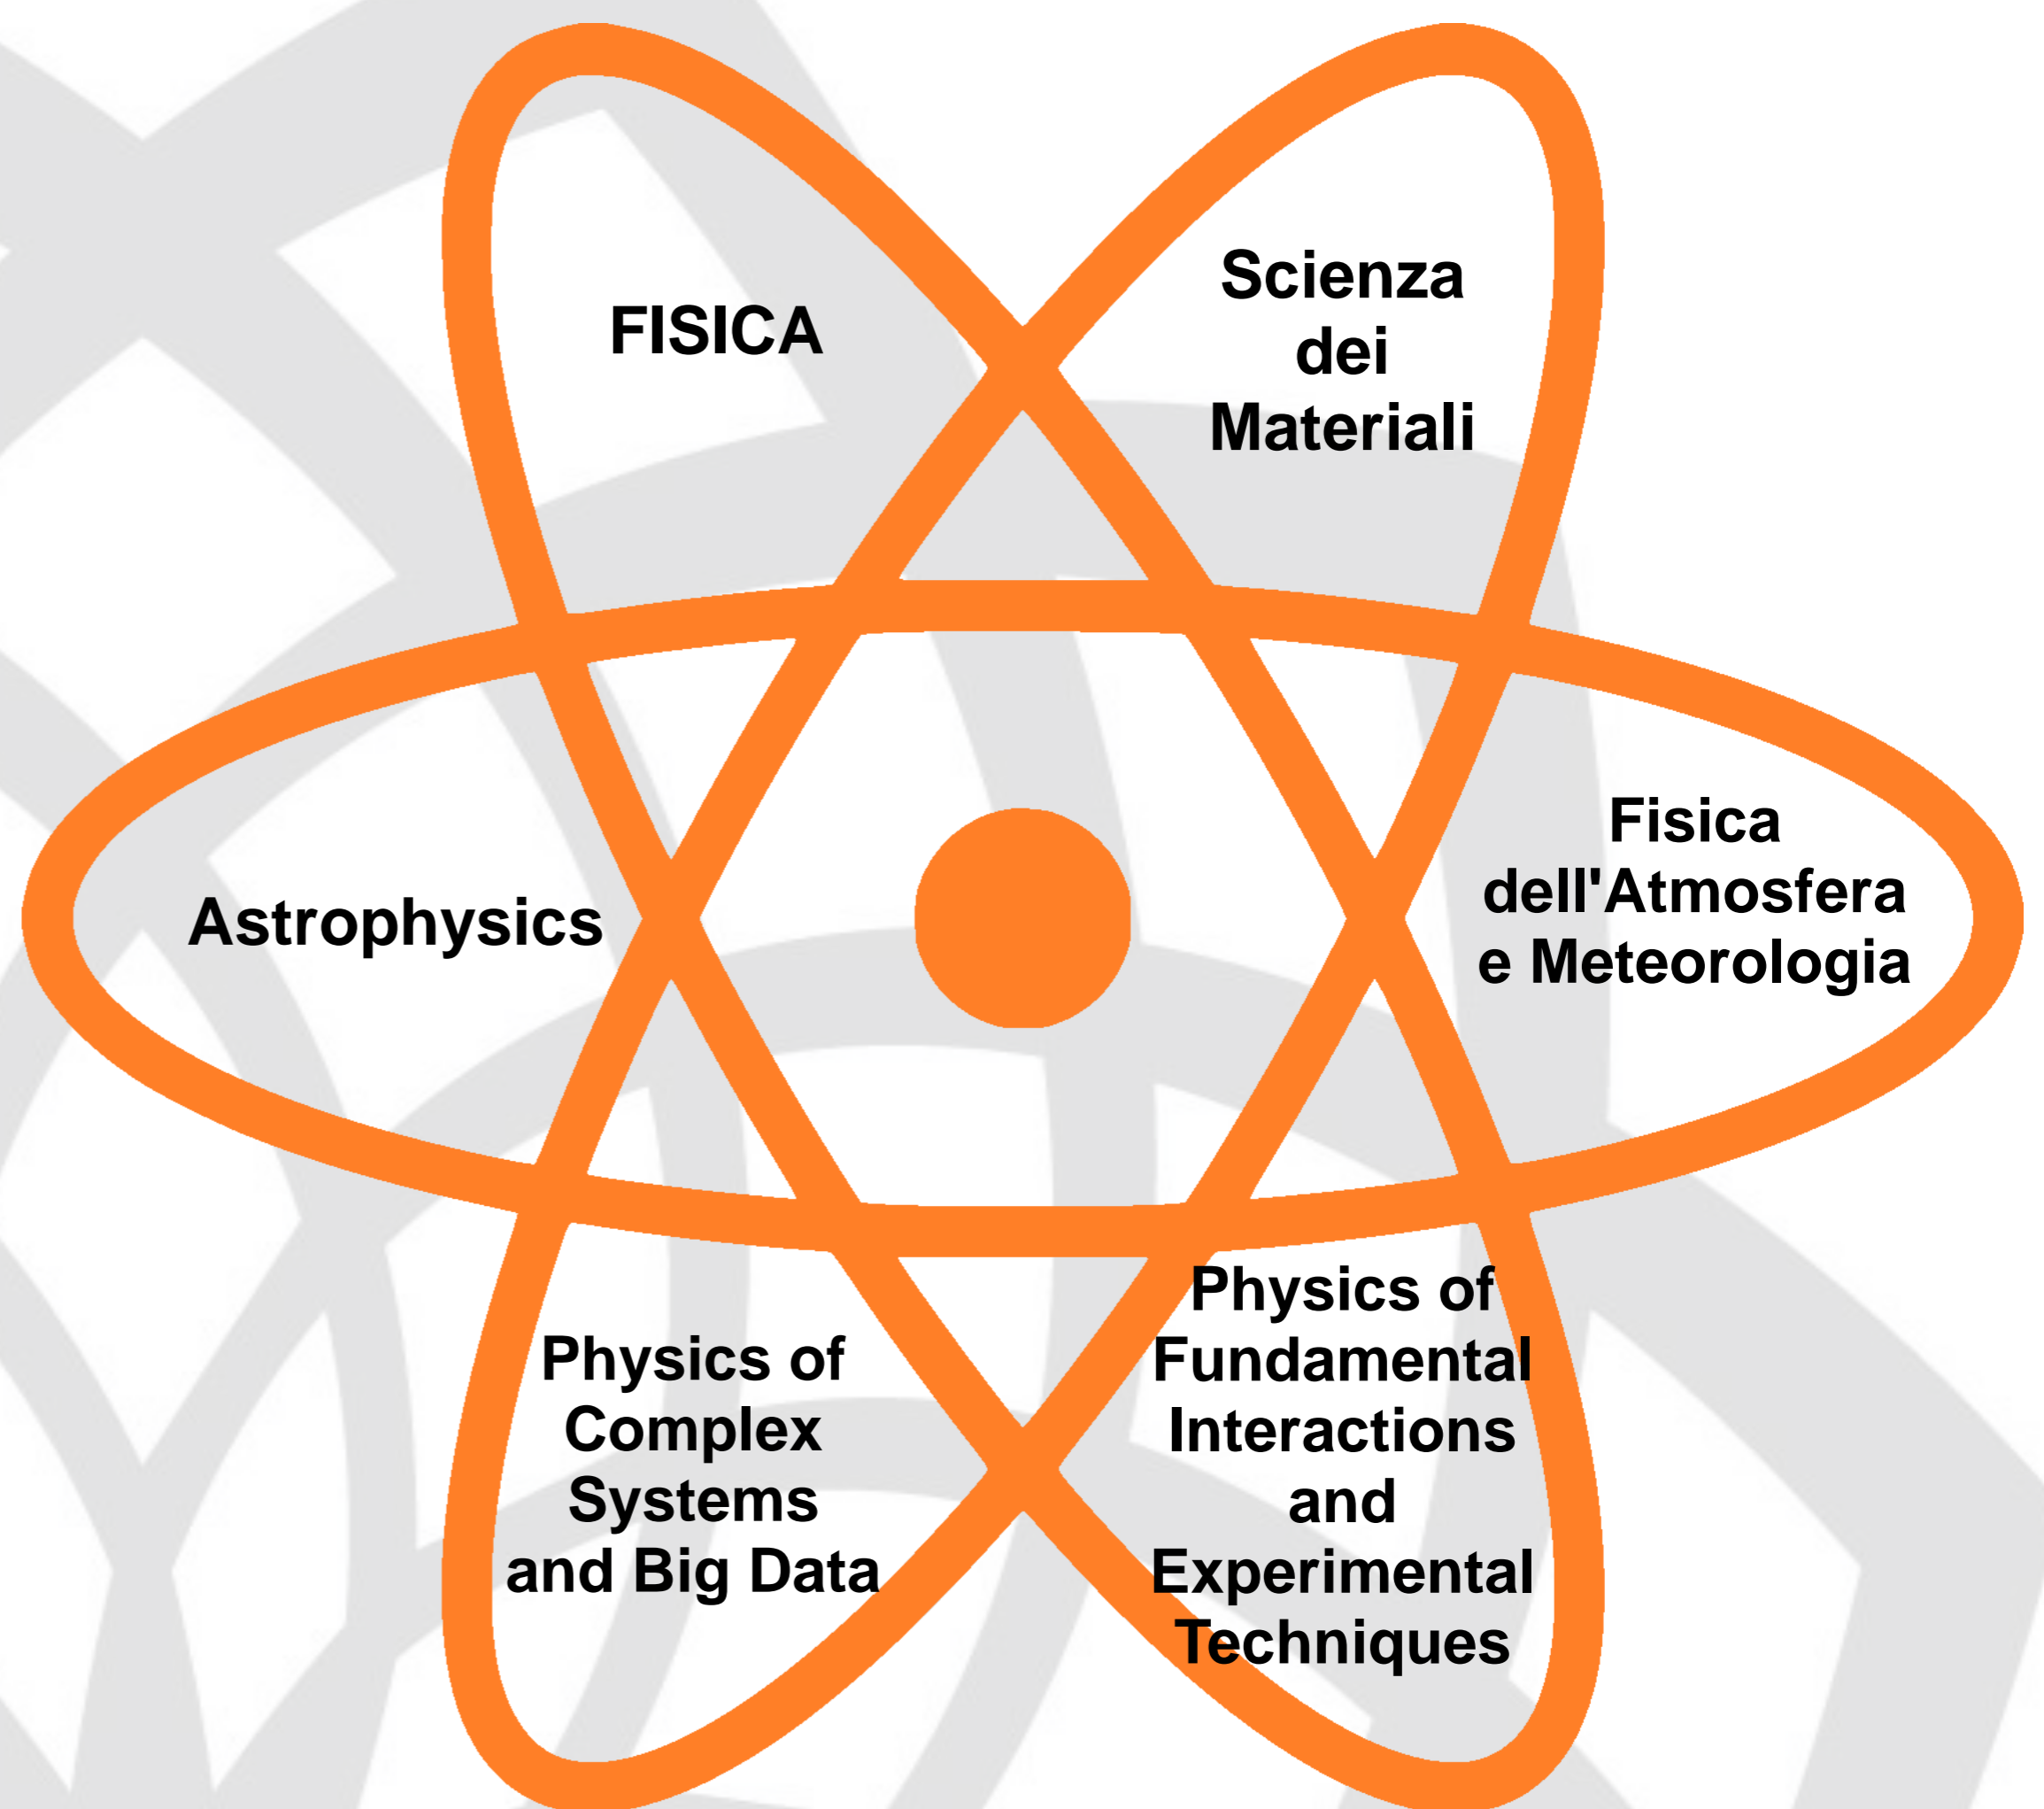 FISICA
Scienza
dei
Materiali
Astrophysics
Fisica
dell'Atmosfera
e Meteorologia
Physics of
Complex
Systems
and Big Data
Physics of
Fundamental
Interactions
and
Experimental
Techniques